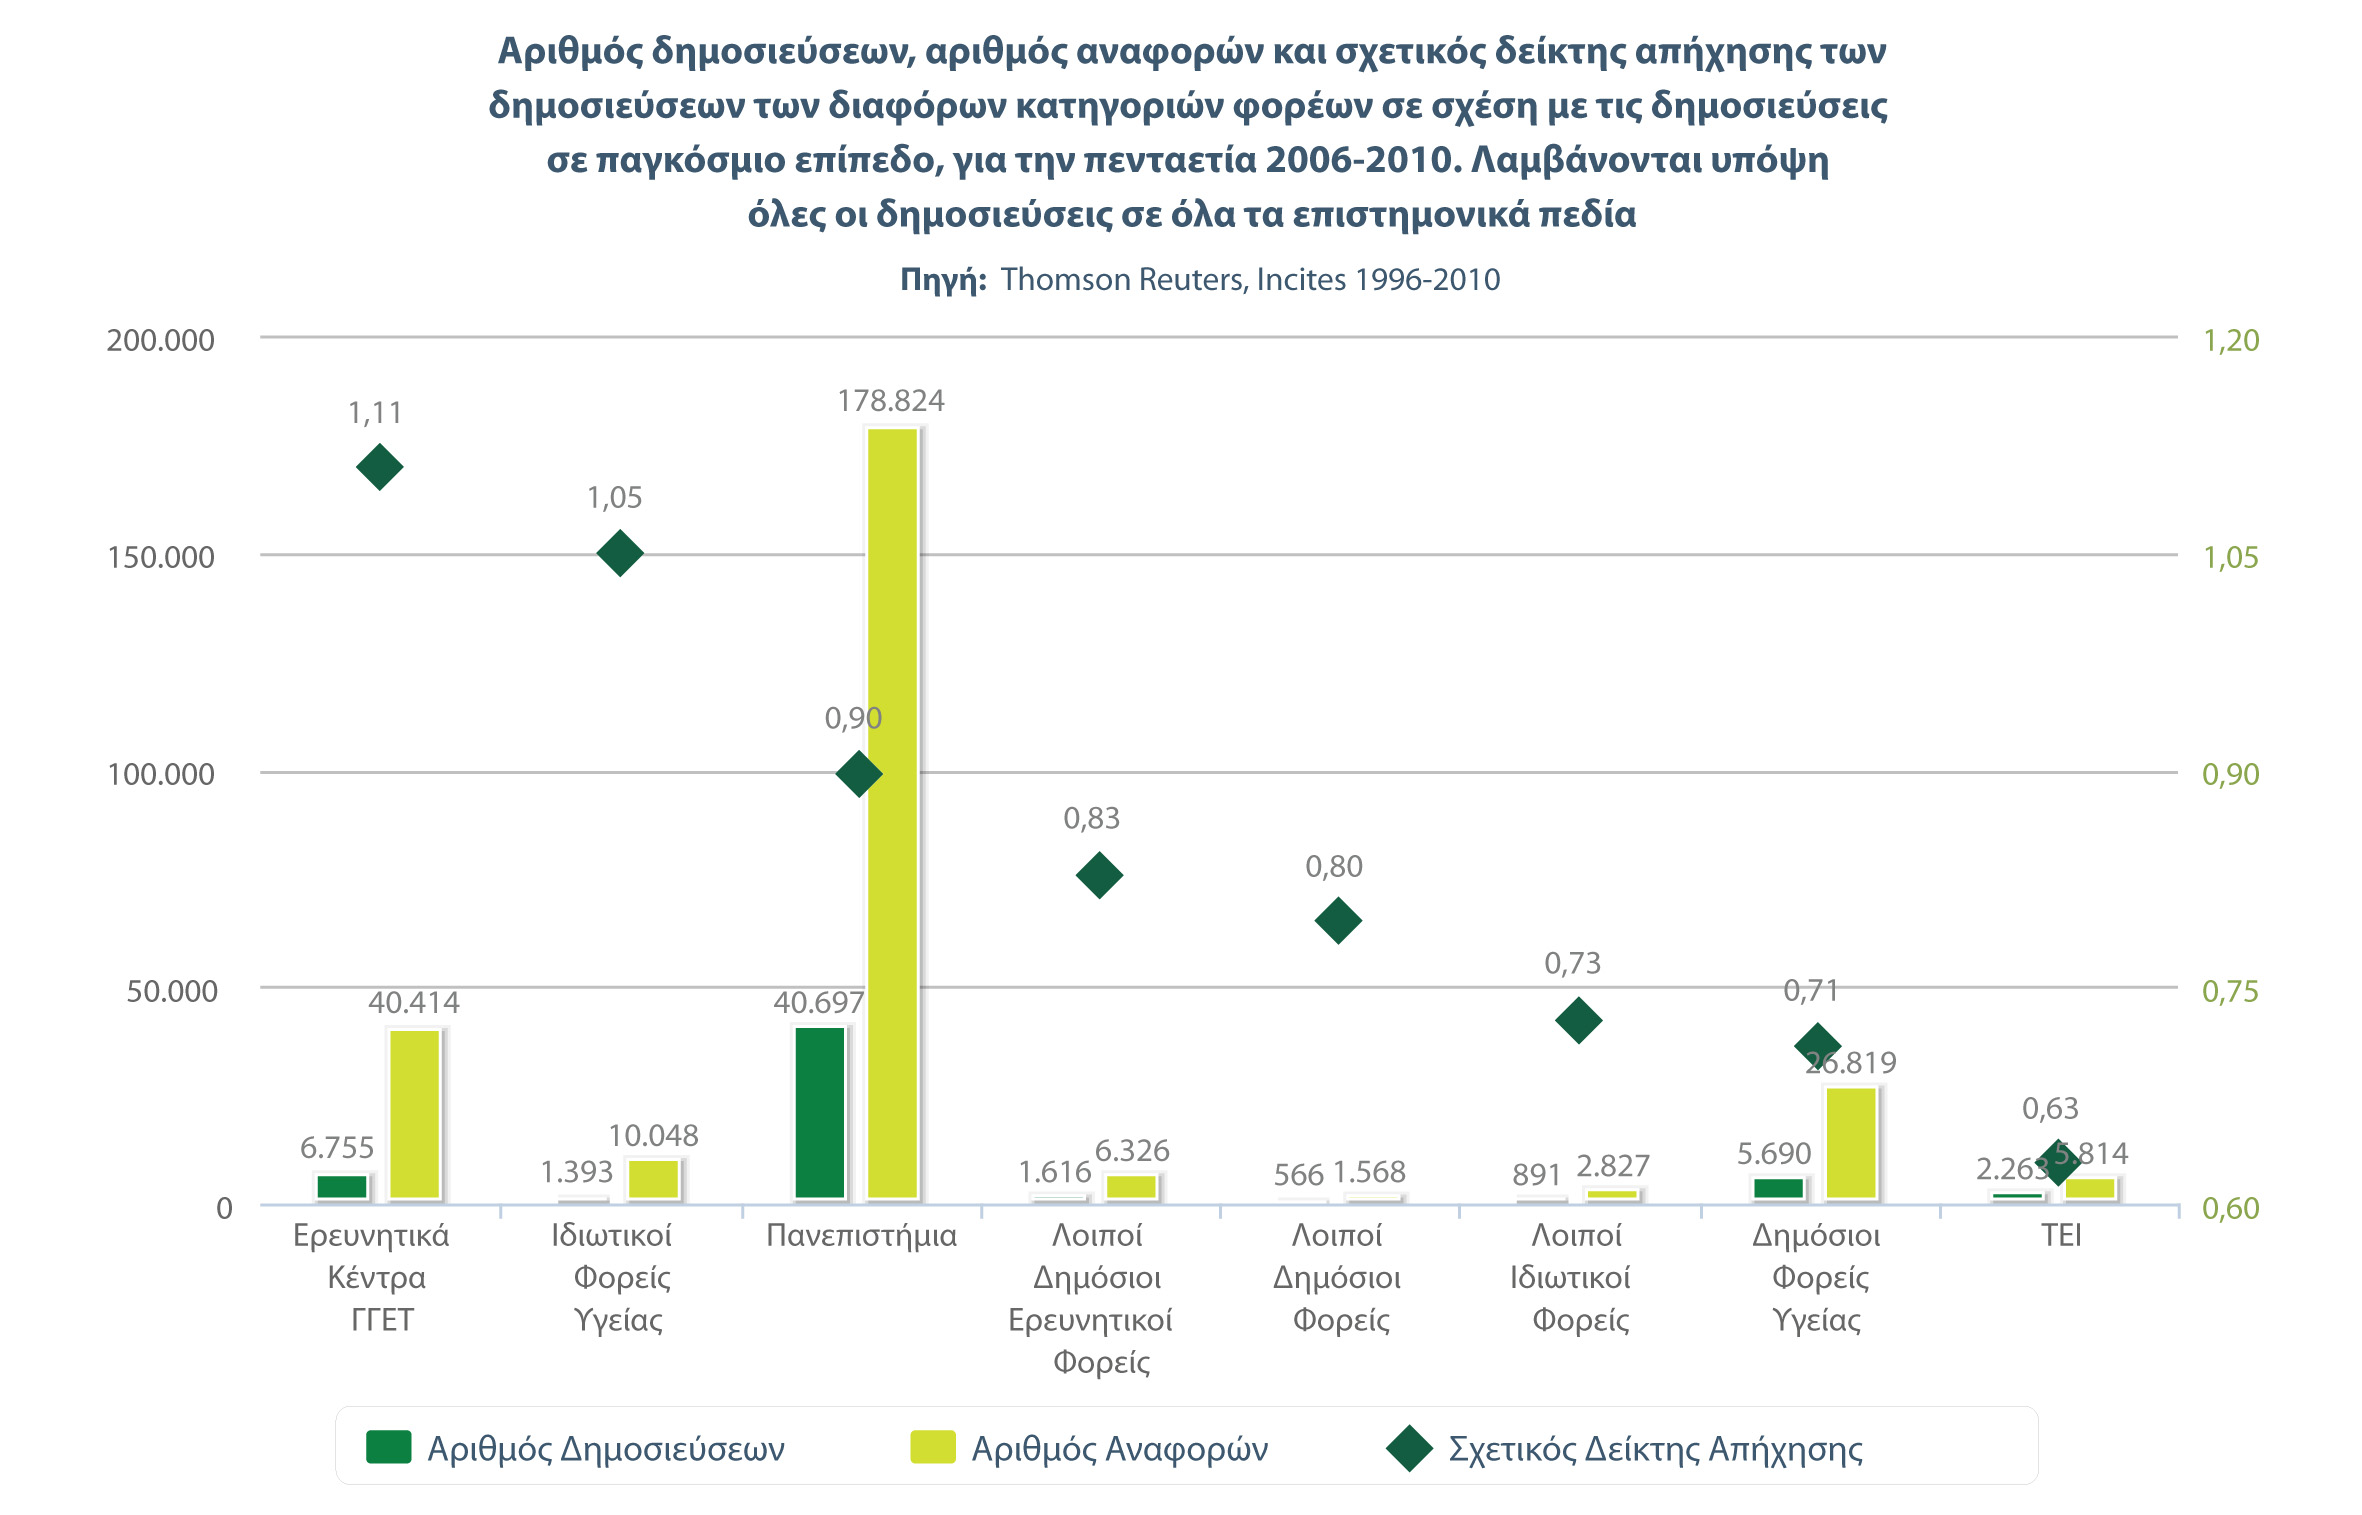 Αριθμός δημοσιεύσεων, αριθμός αναφορών και σχετικός δείκτης απήχησης των
δημοσιεύσεων των διαφόρων κατηγοριών φορέων σε σχέση με τις δημοσιεύσεις
σε παγκόσμιο επίπεδο, για την πενταετία 2006-2010. Λαμβάνονται υπόψη
όλες οι δημοσιεύσεις σε όλα τα επιστημονικά πεδία
Πηγή: Thomson Reuters, Incites 1996-2010
200.000
150.000
100.000
50.000
0
1,20
1,05
0,90
0,75
0,60
1,11
6.755
40.414
1,05
1.393
10.048
0,90
40.697
178.824
0,83
1.616
6.326
0,80
566
1.568
0,73
891
2.827
0,71
5.690
26.819
0,63
2.263
5.814
Ερευνητικά
Κέντρα
ΓΓΕΤ
Ιδιωτικοί
Φορείς
Υγείας
Πανεπιστήμια
Λοιποί
Δημόσιοι
Ερευνητικοί
Φορείς
Λοιποί
Δημόσιοι
Φορείς
Λοιποί
Ιδιωτικοί
Φορείς
Δημόσιοι
Φορείς
Υγείας
ΤΕΙ
Αριθμός Δημοσιεύσεων
Αριθμός Αναφορών
Σχετικός Δείκτης Απήχησης